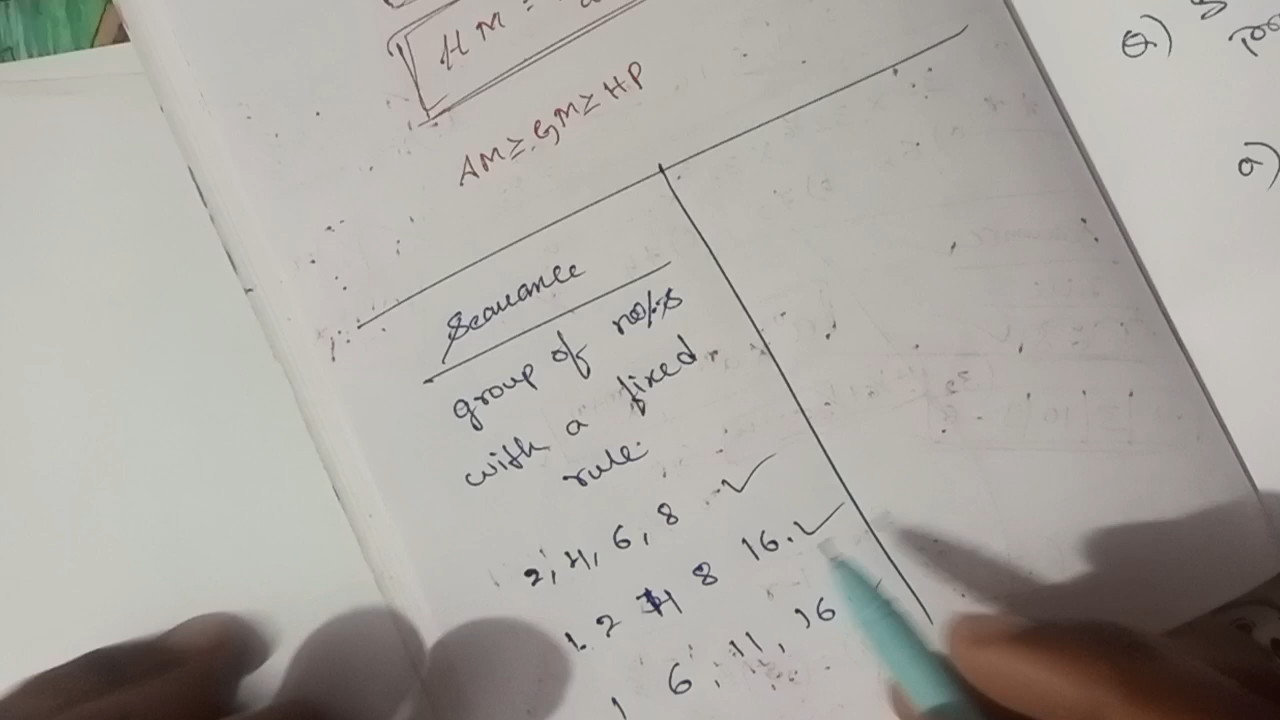 HM =
AM ≥ GM ≥ HP
Sequance
group of no/s
with a fixed
rule.
2, 4, 6, 8 ✓
1 2 4 8 16. ✓
1 6, 11, 16
Q)
a)